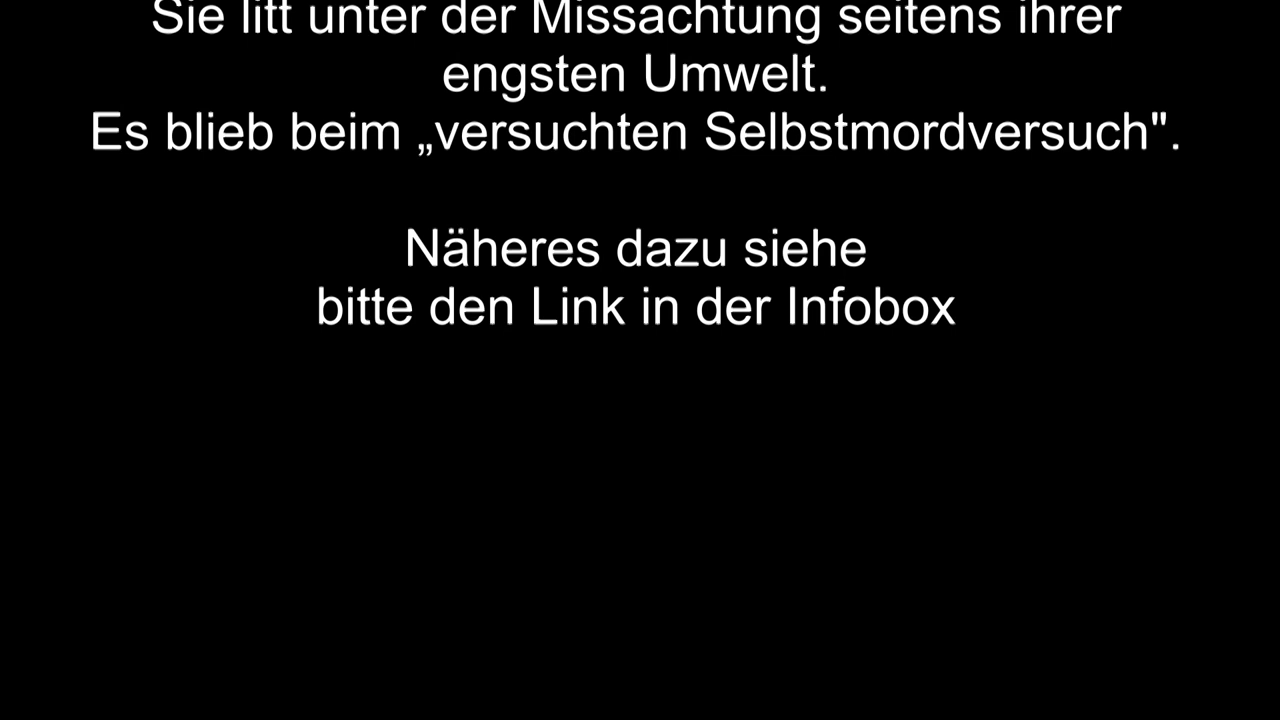 Sie litt unter der Missachtung seitens ihrer
engsten Umwelt.
Es blieb beim „versuchten Selbstmordversuch".
Näheres dazu siehe
bitte den Link in der Infobox